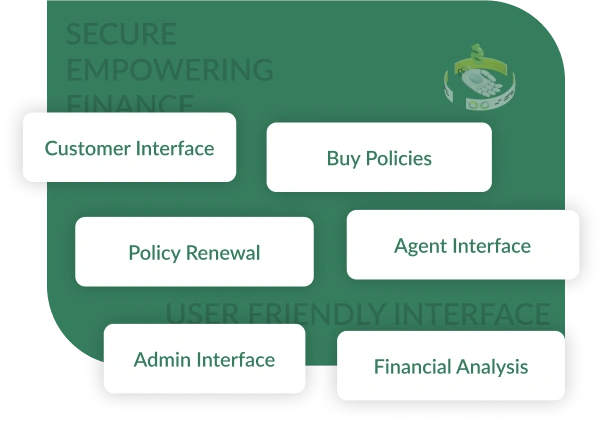 SECURE
EMPOWERING
FINANCE
Customer Interface
Buy Policies
Policy Renewal
Agent Interface
USER FRIENDLY INTERFACE
Admin Interface
Financial Analysis